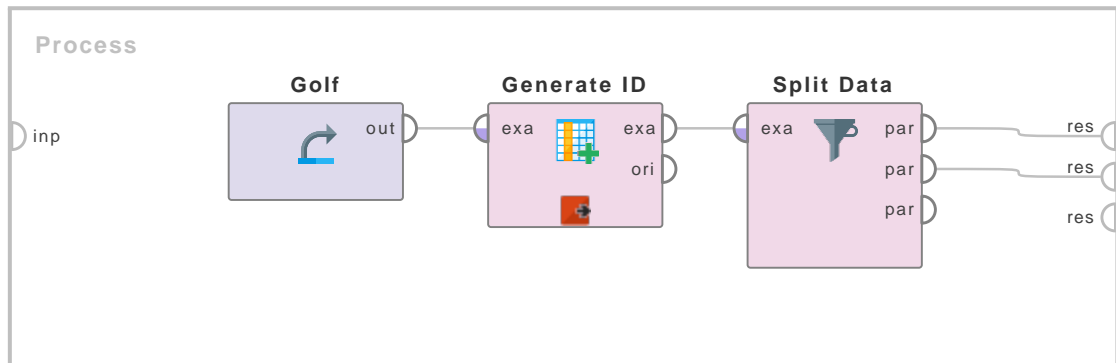 Process
Golf
Generate ID
Split Data
inp
out
exa
exa
ori
exa
par
par
par
res
res
res